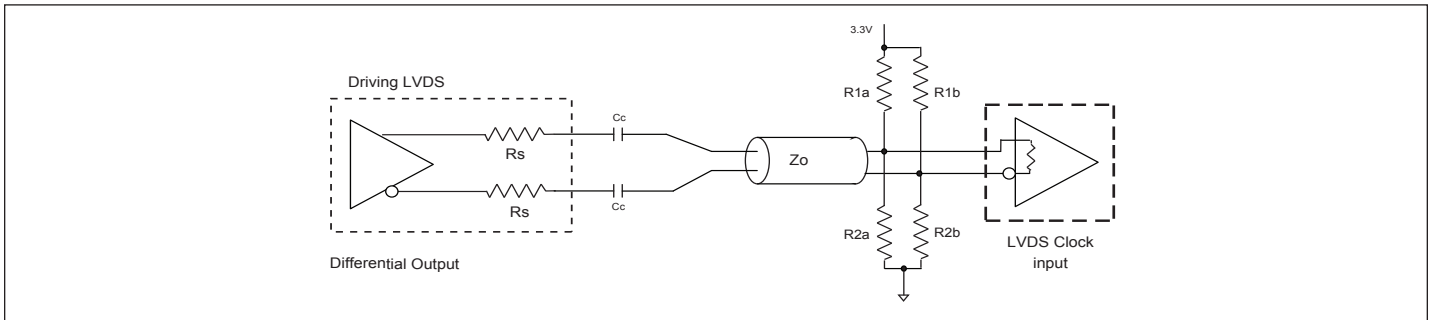 3.3V
Driving LVDS
R1a
R1b
Cc
Rs
Zo
Rs
Cc
R2a
R2b
LVDS Clock
input
Differential Output